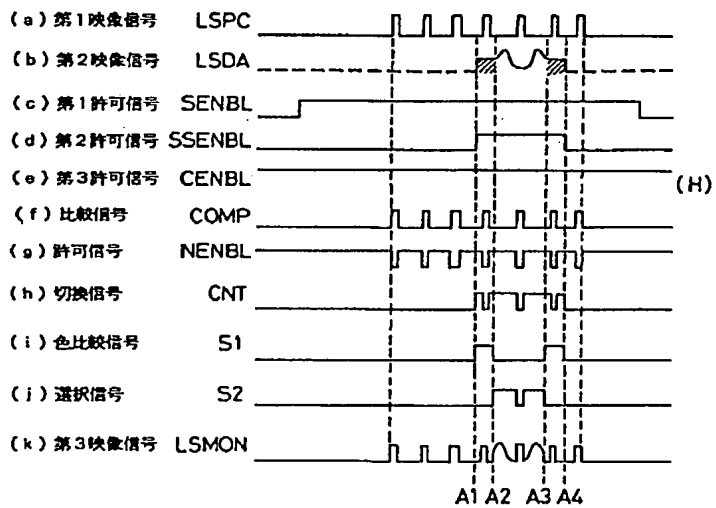 (a) 第1映像信号 LSPC
(b) 第2映像信号 LSDA
(c) 第1許可信号 SENBL
(d) 第2許可信号 SSENBL
(e) 第3許可信号 CENBL
(H)
(f) 比較信号 COMP
(g) 許可信号 NENBL
(h) 切換信号 CNT
(i) 色比較信号 S1
(j) 選択信号 S2
(k) 第3映像信号 LSMON
A1 A2 A3 A4